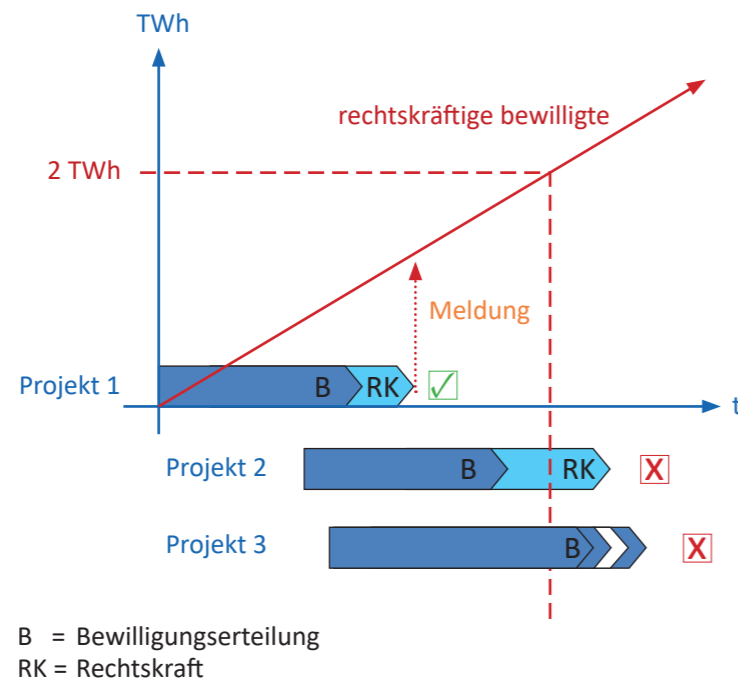 TWh
rechtskräftige bewilligte
2 TWh
Meldung
Projekt 1
B
RK
t
Projekt 2
B
RK
X
Projekt 3
B
X
B = Bewilligungserteilung
RK = Rechtskraft